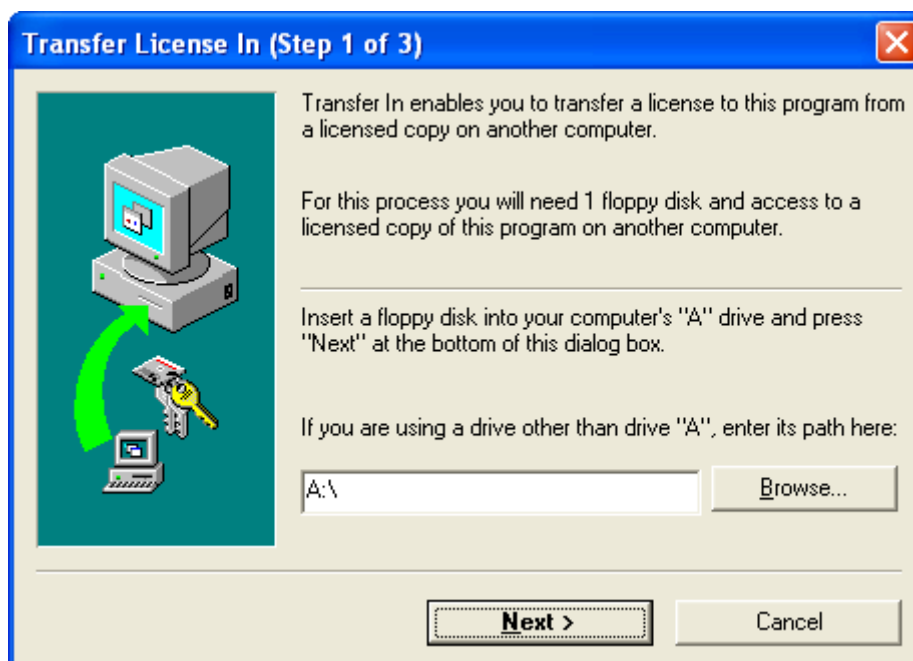 Transfer License In (Step 1 of 3)
Transfer In enables you to transfer a license to this program from
a licensed copy on another computer.
For this process you will need 1 floppy disk and access to a
licensed copy of this program on another computer.
Insert a floppy disk into your computer's "A" drive and press
"Next" at the bottom of this dialog box.
If you are using a drive other than drive "A", enter its path here:
A:\
Browse...
Next >
Cancel